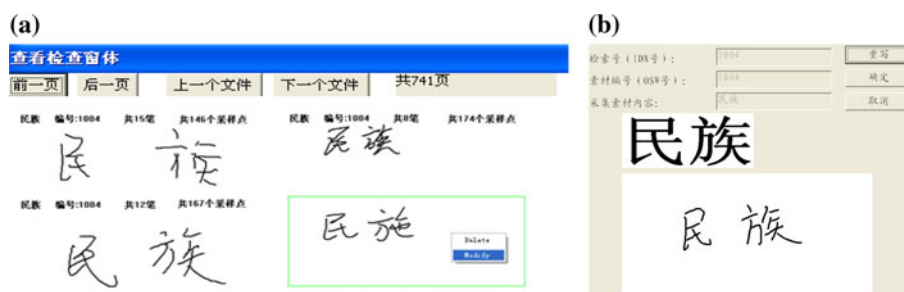 (a)
查看检查窗体
前一页 后一页 上一个文件 下一个文件 共741页
民族 编号:1004 共15笔 共146个采样点
民族
民族 编号:1004 共8笔 共174个采样点
民族
民族 编号:1004 共12笔 共167个采样点
民族
民施
Delete
Modify
(b)
检索号(IDX号): 1004 重写
素材编号(OSW号): 1004 确定
采集素材内容: 民族 取消
民族
民族